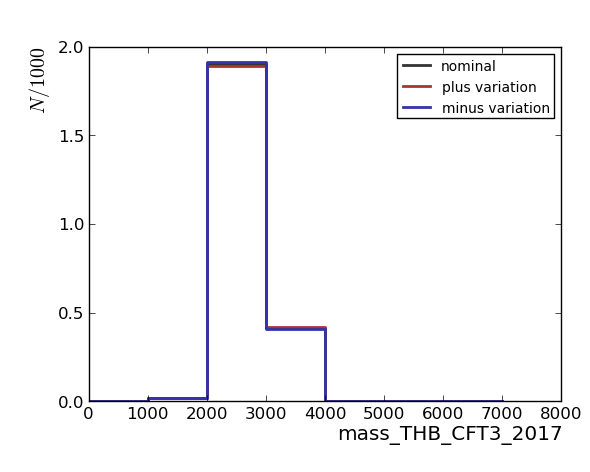 N/1000
2.0
1.5
1.0
0.5
0.0
nominal
plus variation
minus variation
0 1000 2000 3000 4000 5000 6000 7000 8000
mass_THB_CFT3_2017